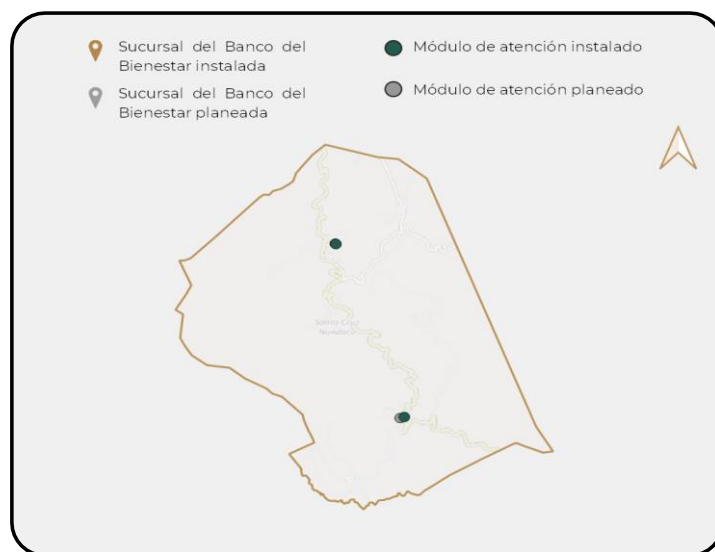 Sucursal del Banco del
Bienestar instalada
Sucursal del Banco del
Bienestar planeada
Módulo de atención instalado
Módulo de atención planeado
Santa Cruz